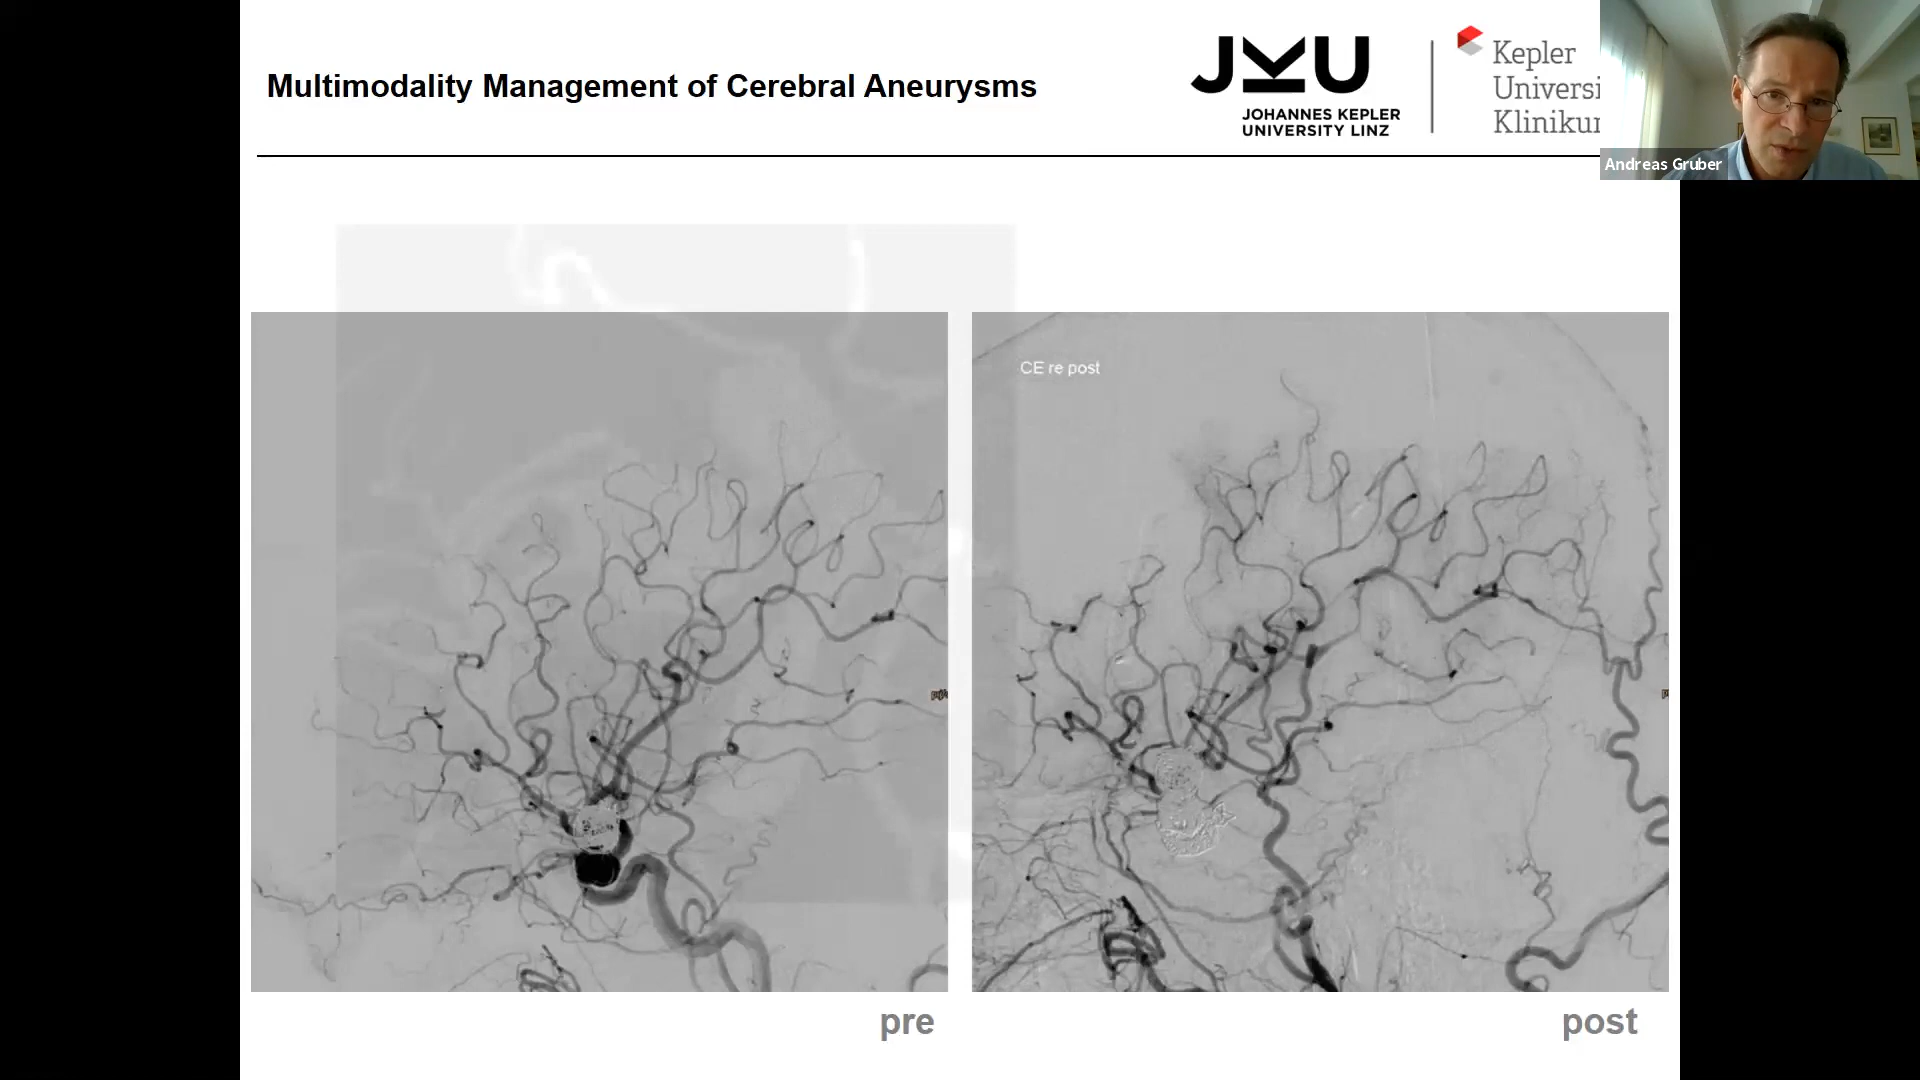 Multimodality Management of Cerebral Aneurysms
JKU
JOHANNES KEPLER
UNIVERSITY LINZ
Kepler
Universi
Kliniku
Andreas Gruber
CE re post
pre
post